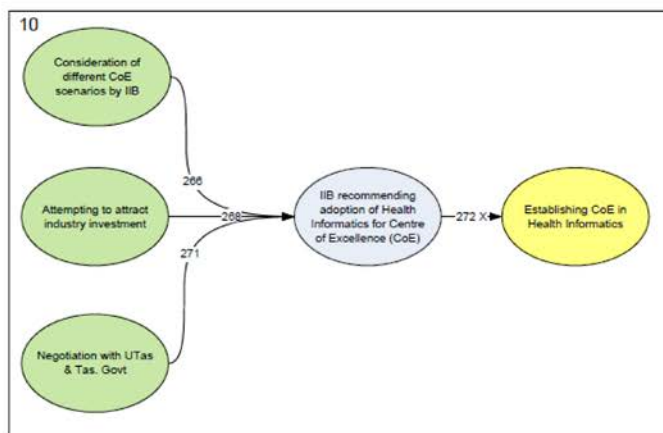 10
Consideration of
different CoE
scenarios by IIB
266
Attempting to attract
industry investment
268
IIB recommending
adoption of Health
Informatics for Centre
of Excellence (CoE)
272 X
Establishing CoE in
Health Informatics
271
Negotiation with UTas
& Tas. Govt